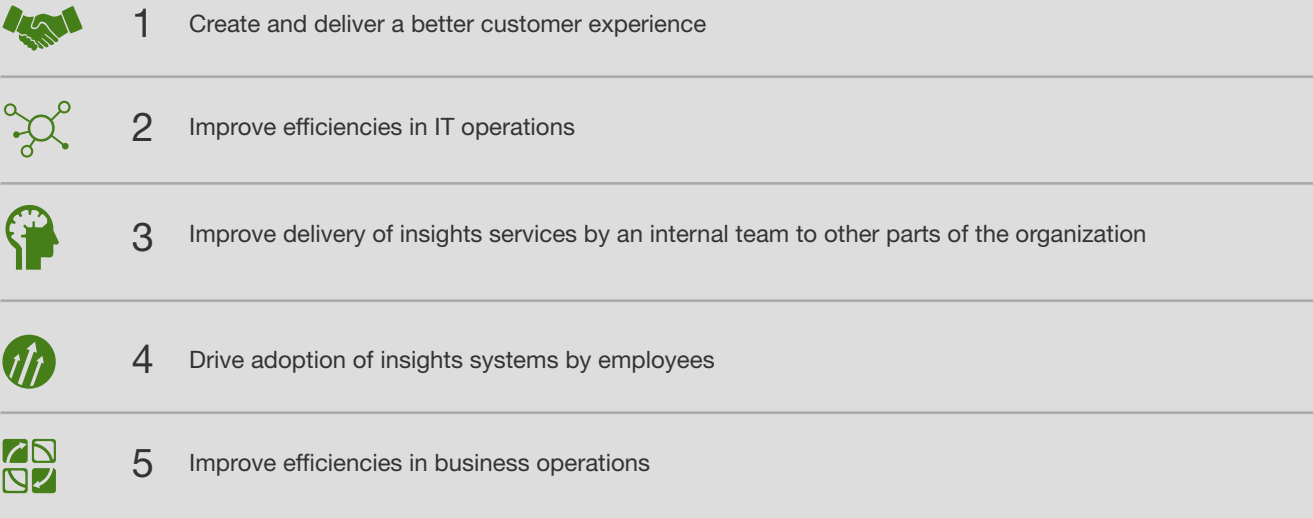 1 Create and deliver a better customer experience
2 Improve efficiencies in IT operations
3 Improve delivery of insights services by an internal team to other parts of the organization
4 Drive adoption of insights systems by employees
5 Improve efficiencies in business operations